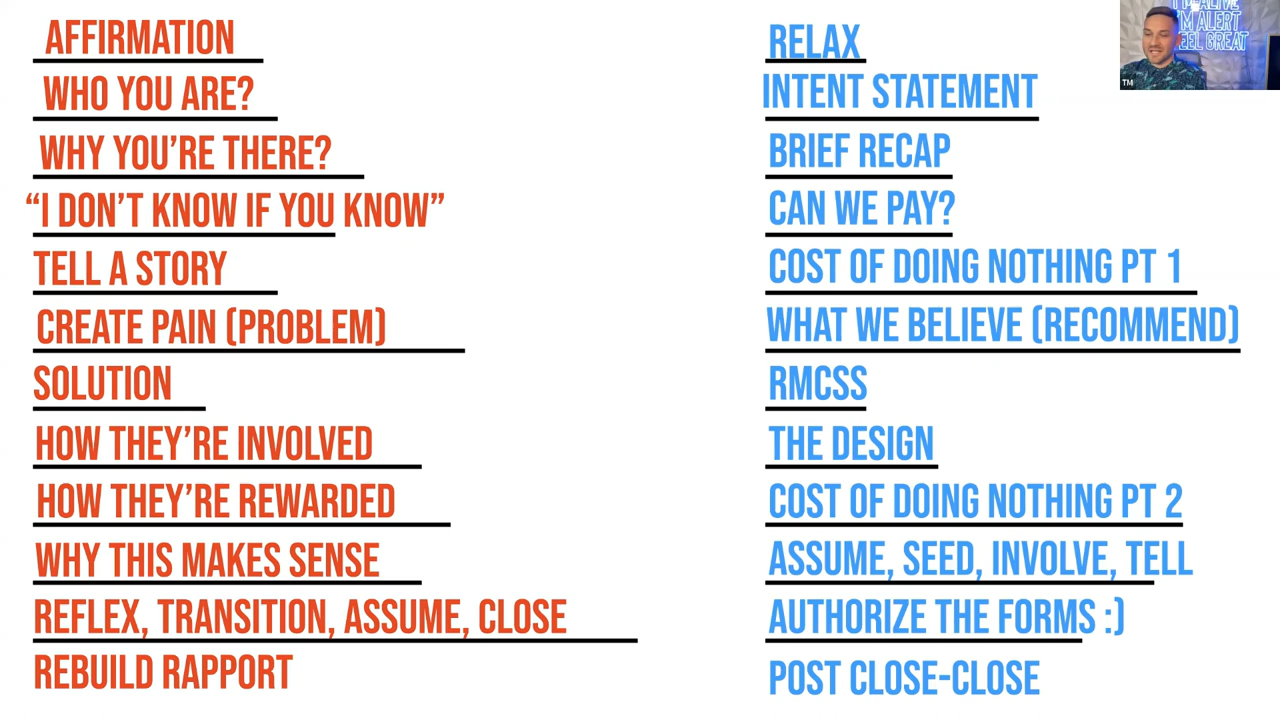 AFFIRMATION
WHO YOU ARE?
WHY YOU'RE THERE?
“I DON'T KNOW IF YOU KNOW”
TELL A STORY
CREATE PAIN (PROBLEM)
SOLUTION
HOW THEY'RE INVOLVED
HOW THEY'RE REWARDED
WHY THIS MAKES SENSE
REFLEX, TRANSITION, ASSUME, CLOSE
REBUILD RAPPORT
RELAX
INTENT STATEMENT
BRIEF RECAP
CAN WE PAY?
COST OF DOING NOTHING PT 1
WHAT WE BELIEVE (RECOMMEND)
RMCSS
THE DESIGN
COST OF DOING NOTHING PT 2
ASSUME, SEED, INVOLVE, TELL
AUTHORIZE THE FORMS :)
POST CLOSE-CLOSE
I'M ALIVE
I'M ALERT
FEEL GREAT
TM